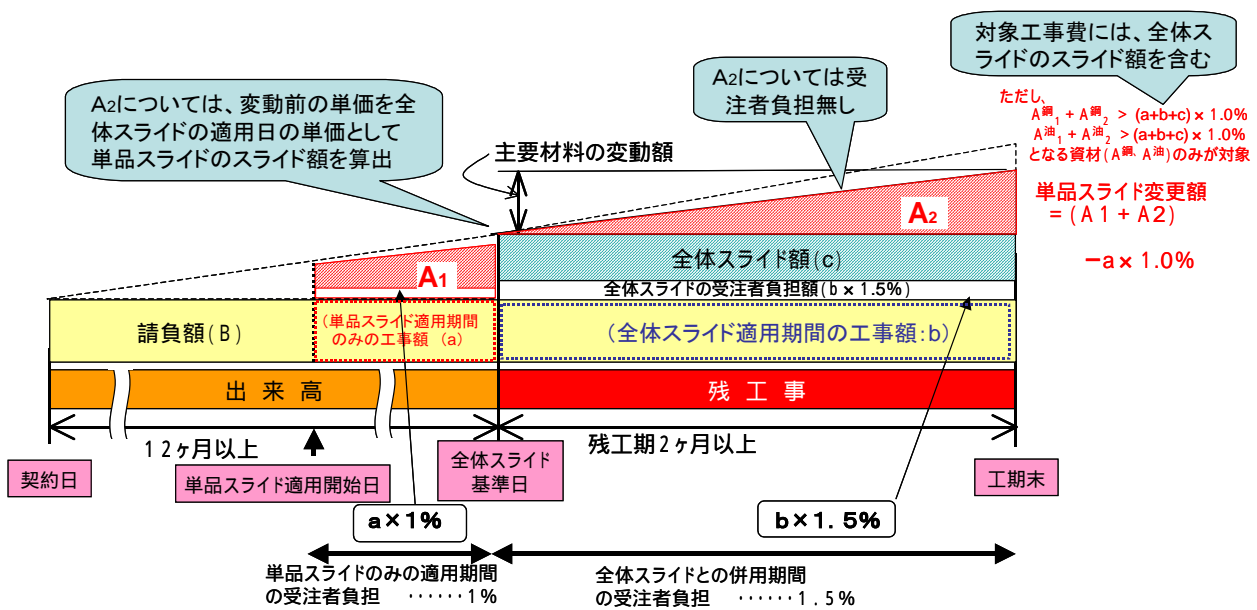 対象工事費には、全体ス
ライドのスライド額を含む
A2については受
注者負担無し
A2については、変動前の単価を全
体スライドの適用日の単価として
単品スライドのスライド額を算出
ただし、
A鋼1 + A鋼2 > (a+b+c) × 1.0%
A油1 + A油2 > (a+b+c) × 1.0%
となる資材(A鋼、A油)のみが対象
主要材料の変動額
単品スライド変更額
= (A1 + A2)
－a × 1.0%
A2
A1
全体スライド額(c)
全体スライドの受注者負担額(b × 1.5%)
請負額(B)
(単品スライド適用期間
のみの工事額 (a)
(全体スライド適用期間の工事額:b)
出 来 高
残 工 事
12ヶ月以上
残工期2ヶ月以上
契約日
単品スライド適用開始日
全体スライド
基準日
工期末
a×1%
b×1.5%
単品スライドのみの適用期間
の受注者負担 ······1%
全体スライドとの併用期間
の受注者負担 ······1.5%